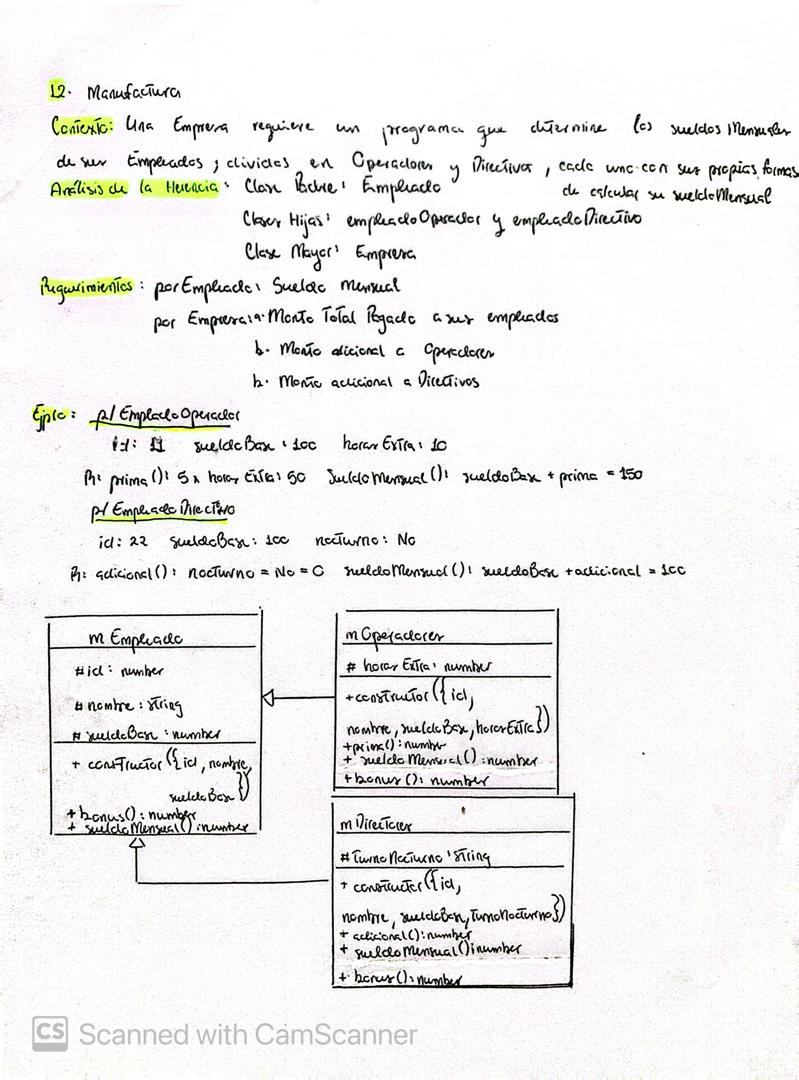 12. Manufactura
Contexto: Una Empresa requiere un programa que determine los sueldos Mensuales
de sus Empleados; dividos en Operadores y Directivos, cada uno con sus propias formas
de calcular su sueldo Mensual
Análisis de la Herencia: Clase Padre: Empleado
Clases Hijas: empleadoOperador y empleadoDirectivo
Clase Mayor: Empresa
Requerimientos: por Empleado: Sueldo Mensual
por Empresa: a. Monto Total Pagado a sus empleados
b. Monto adicional a Operadores
b. Monto adicional a Directivos
Ejplo: p/ EmpleadoOperador
id: 11 sueldoBase: 100 horasExtra: 10
R: prima(): 5 x horasExtra: 50 SueldoMensual(): sueldoBase + prima = 150
p/ EmpleadoDirectivo
id: 22 sueldoBase: 100 nocturno: No
R: adicional(): nocturno = No = 0 sueldoMensual(): sueldoBase + adicional = 100
m Empleado
# id: number
# nombre: string
# sueldoBase: number
+ constructor({id, nombre,
sueldoBase})
+ bonus(): number
+ sueldoMensual(): number
m Operadores
# horasExtra: number
+ constructor({id,
nombre, sueldoBase, horasExtra})
+ prima(): number
+ sueldoMensual(): number
+ bonus(): number
m Directores
# TurnoNocturno: string
+ constructor({id,
nombre, sueldoBase, TurnoNocturno})
+ adicional(): number
+ sueldoMensual(): number
+ bonus(): number
CS Scanned with CamScanner